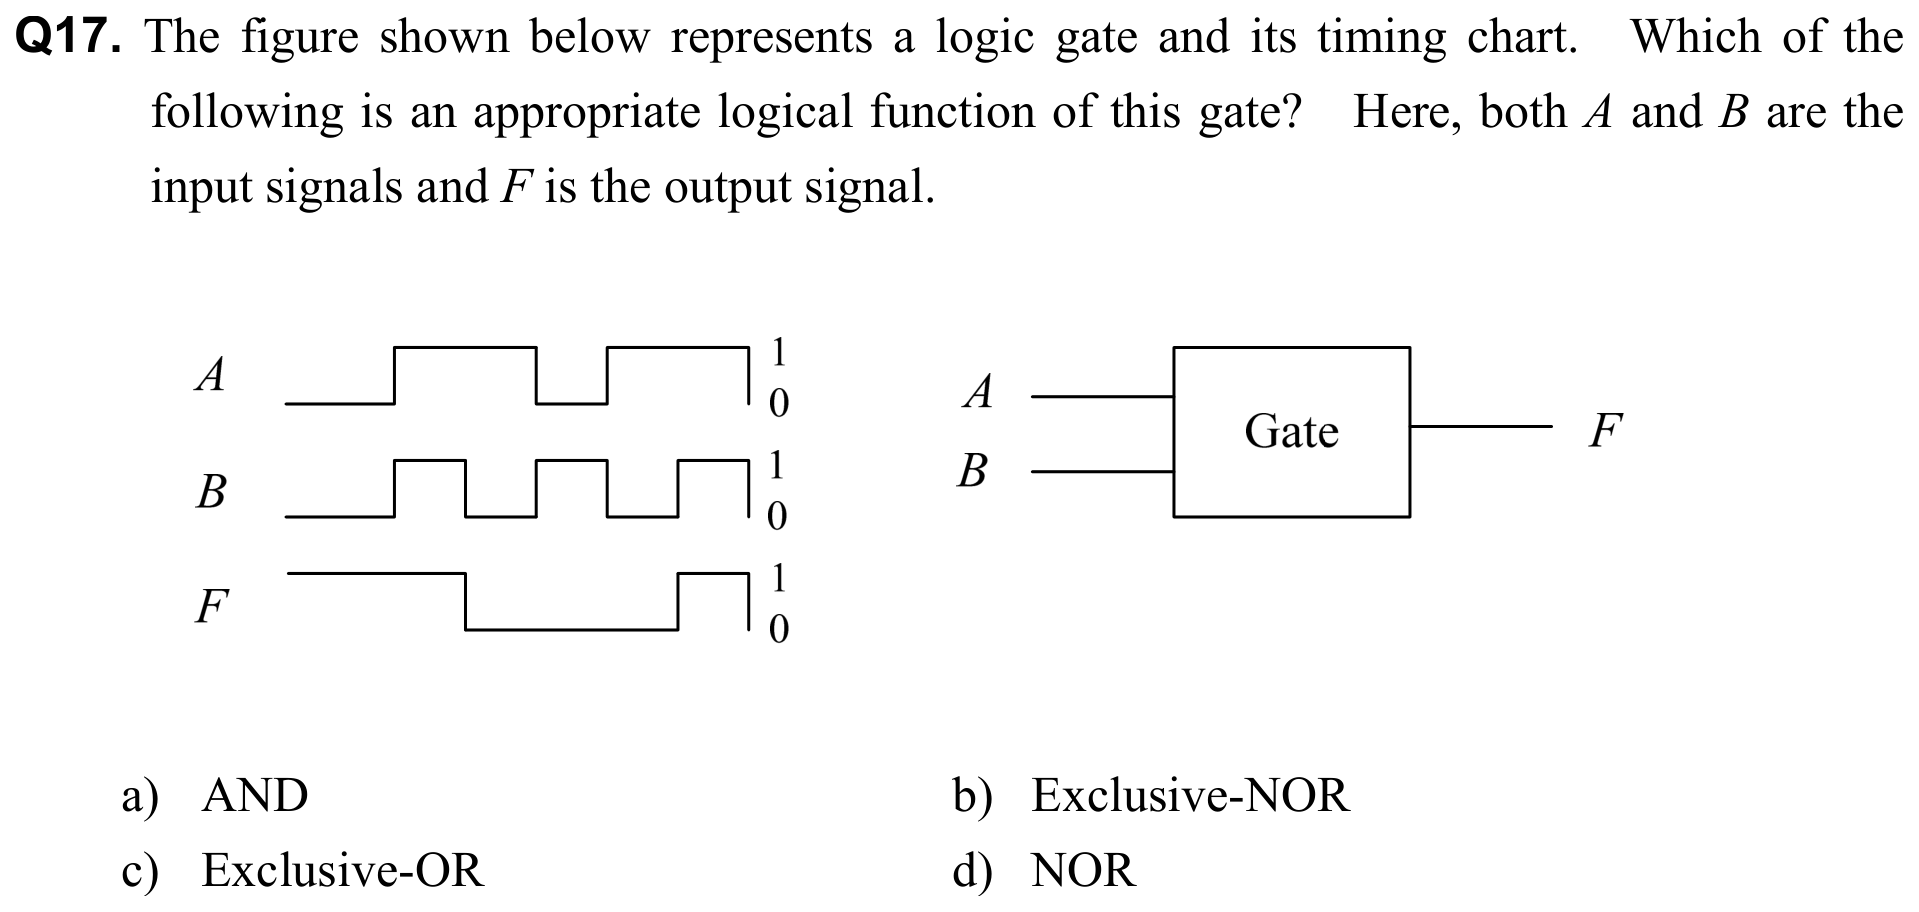 Q17. The figure shown below represents a logic gate and its timing chart. Which of the
following is an appropriate logical function of this gate? Here, both A and B are the
input signals and F is the output signal.
A
1
0
B
1
0
F
1
0
A
B
Gate
F
a) AND
b) Exclusive-NOR
c) Exclusive-OR
d) NOR